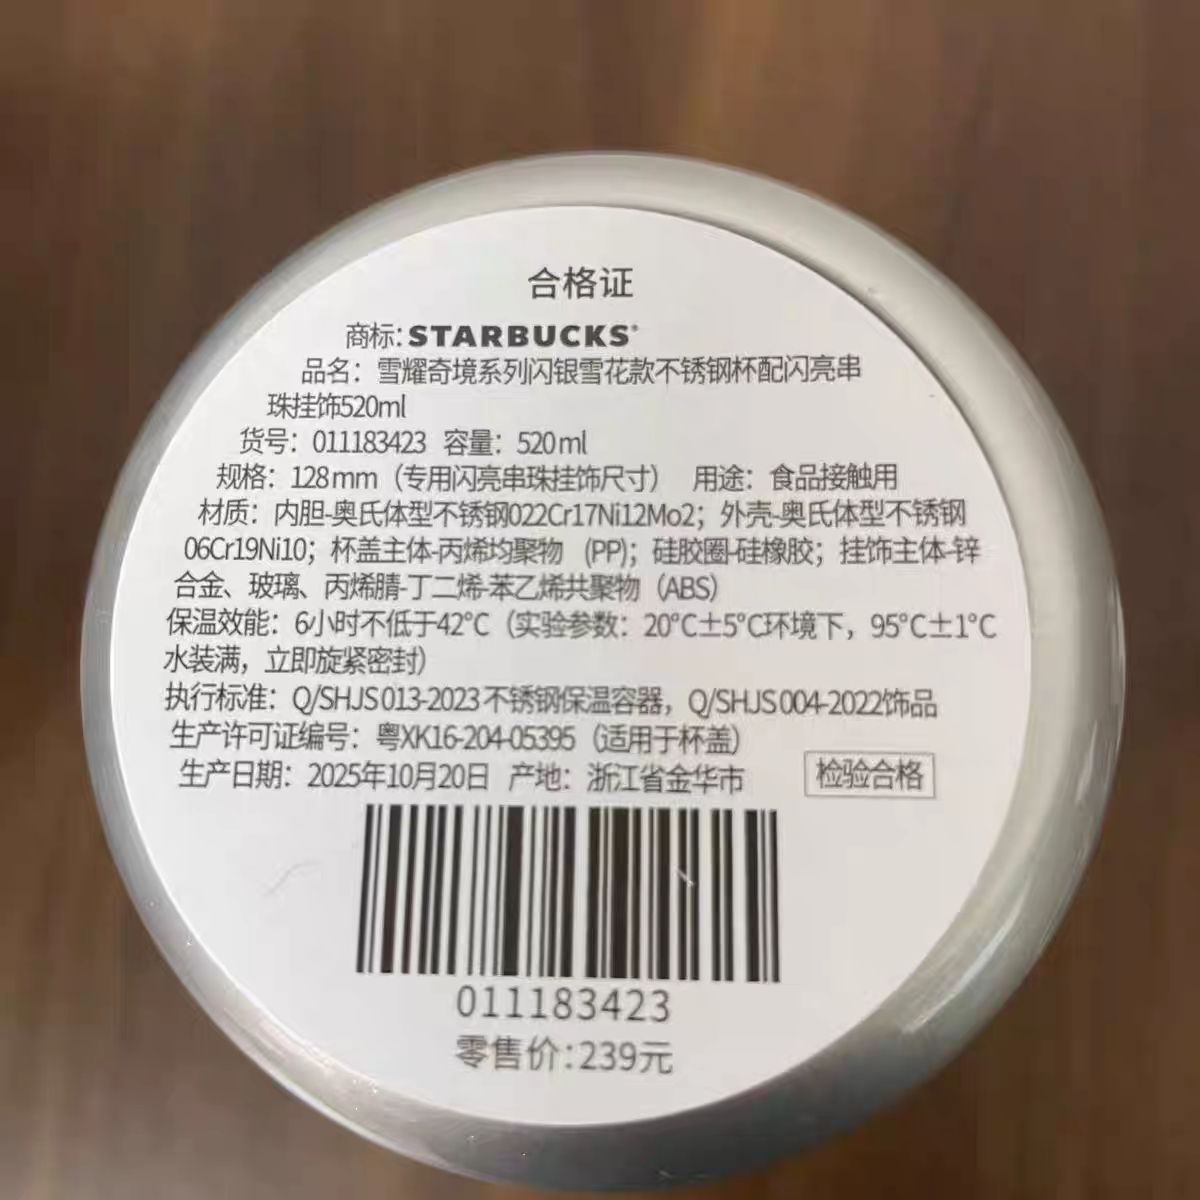 合格证
商标:STARBUCKS®
品名：雪耀奇境系列闪银雪花款不锈钢杯配闪亮串
珠挂饰520ml
货号：011183423 容量：520ml
规格：128mm（专用闪亮串珠挂饰尺寸） 用途：食品接触用
材质：内胆-奥氏体型不锈钢022Cr17Ni12Mo2；外壳-奥氏体型不锈钢
06Cr19Ni10；杯盖主体-丙烯均聚物 (PP)；硅胶圈-硅橡胶；挂饰主体-锌
合金、玻璃、丙烯腈-丁二烯-苯乙烯共聚物（ABS）
保温效能：6小时不低于42°C（实验参数：20°C±5°C环境下，95°C±1°C
水装满，立即旋紧密封）
执行标准：Q/SHJS 013-2023 不锈钢保温容器，Q/SHJS 004-2022饰品
生产许可证编号：粤XK16-204-05395（适用于杯盖）
生产日期：2025年10月20日 产地：浙江省金华市 检验合格
011183423
零售价:239元